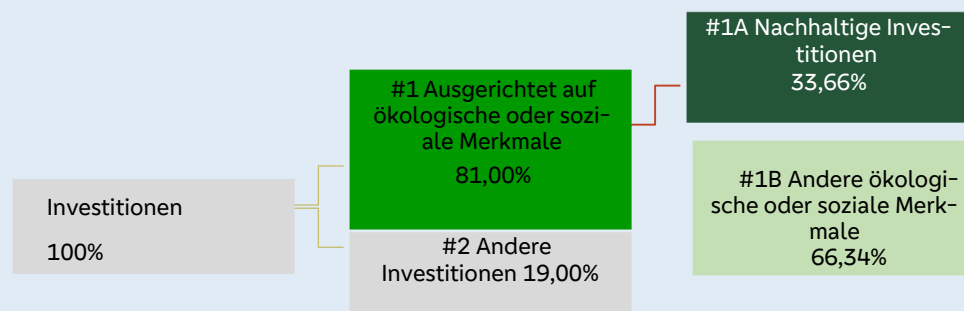 #1A Nachhaltige Inves-
titionen
33,66%
#1 Ausgerichtet auf
ökologische oder sozi-
ale Merkmale
81,00%
#1B Andere ökologi-
sche oder soziale Merk-
male
66,34%
Investitionen
100%
#2 Andere
Investitionen 19,00%